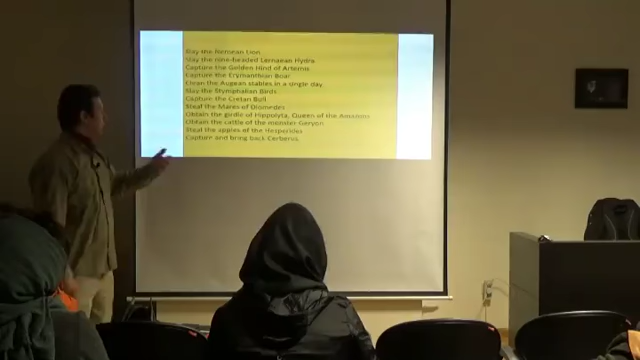 Slay the Nemean Lion
Slay the nine-headed Lernaean Hydra
Capture the Golden Hind of Artemis
Capture the Erymanthian Boar
Clean the Augean stables in a single day
Slay the Stymphalian Birds
Capture the Cretan Bull
Steal the Mares of Diomedes
Obtain the girdle of Hippolyta, Queen of the Amazons
Obtain the cattle of the monster Geryon
Steal the apples of the Hesperides
Capture and bring back Cerberus.